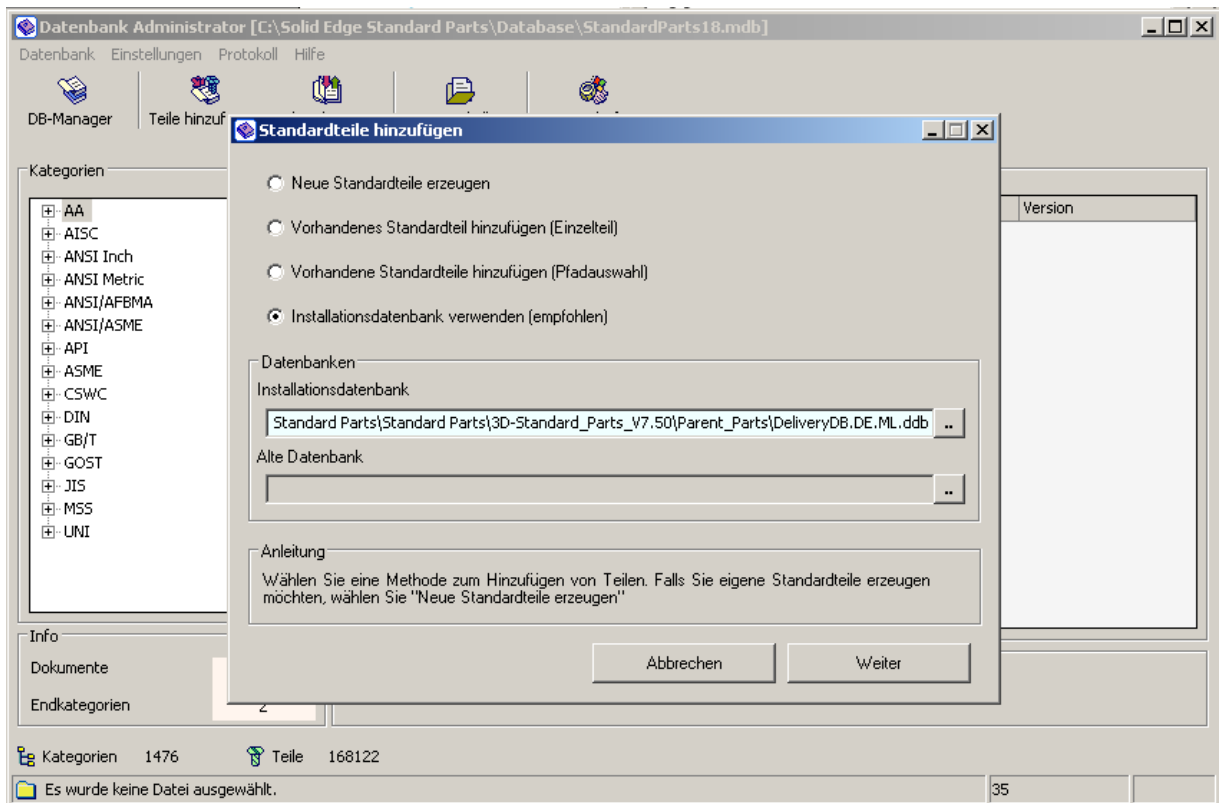 Datenbank Administrator [C:\Solid Edge Standard Parts\Database\StandardParts18.mdb]
Datenbank Einstellungen Protokoll Hilfe
DB-Manager Teile hinzuf
Standardteile hinzufügen
Kategorien
Neue Standardteile erzeugen
AA
Version
AISC
Vorhandenes Standardteil hinzufügen (Einzelteil)
ANSI Inch
ANSI Metric
Vorhandene Standardteile hinzufügen (Pfadauswahl)
ANSI/AFBMA
Installationsdatenbank verwenden (empfohlen)
ANSI/ASME
API
ASME
Datenbanken
CSWC
Installationsdatenbank
DIN
Standard Parts\Standard Parts\3D-Standard_Parts_V7.50\Parent_Parts\DeliveryDB.DE.ML.ddb ..
GB/T
Alte Datenbank
GOST
JIS
..
MSS
UNI
Anleitung
Wählen Sie eine Methode zum Hinzufügen von Teilen. Falls Sie eigene Standardteile erzeugen
möchten, wählen Sie "Neue Standardteile erzeugen"
Info
Dokumente
Abbrechen Weiter
Endkategorien
Kategorien 1476 Teile 168122
Es wurde keine Datei ausgewählt. 35